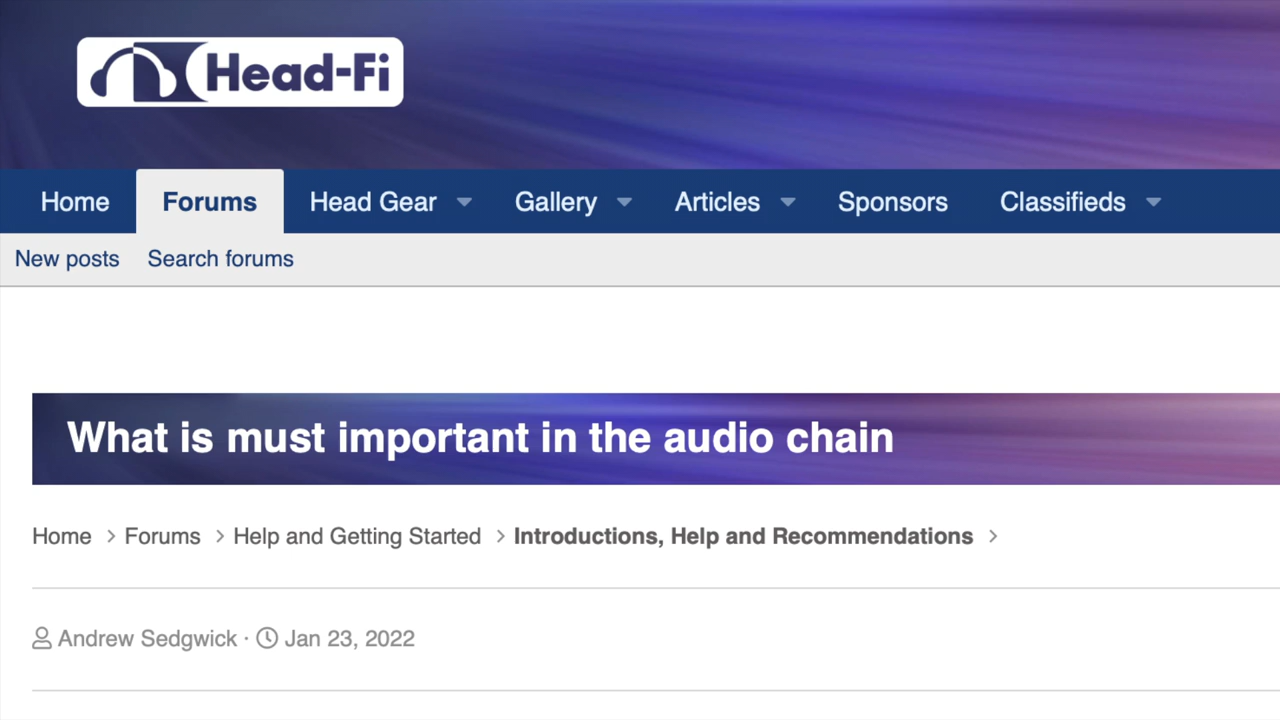 Head-Fi
Home Forums Head Gear Gallery Articles Sponsors Classifieds
New posts Search forums
What is must important in the audio chain
Home > Forums > Help and Getting Started > Introductions, Help and Recommendations >
Andrew Sedgwick · Jan 23, 2022